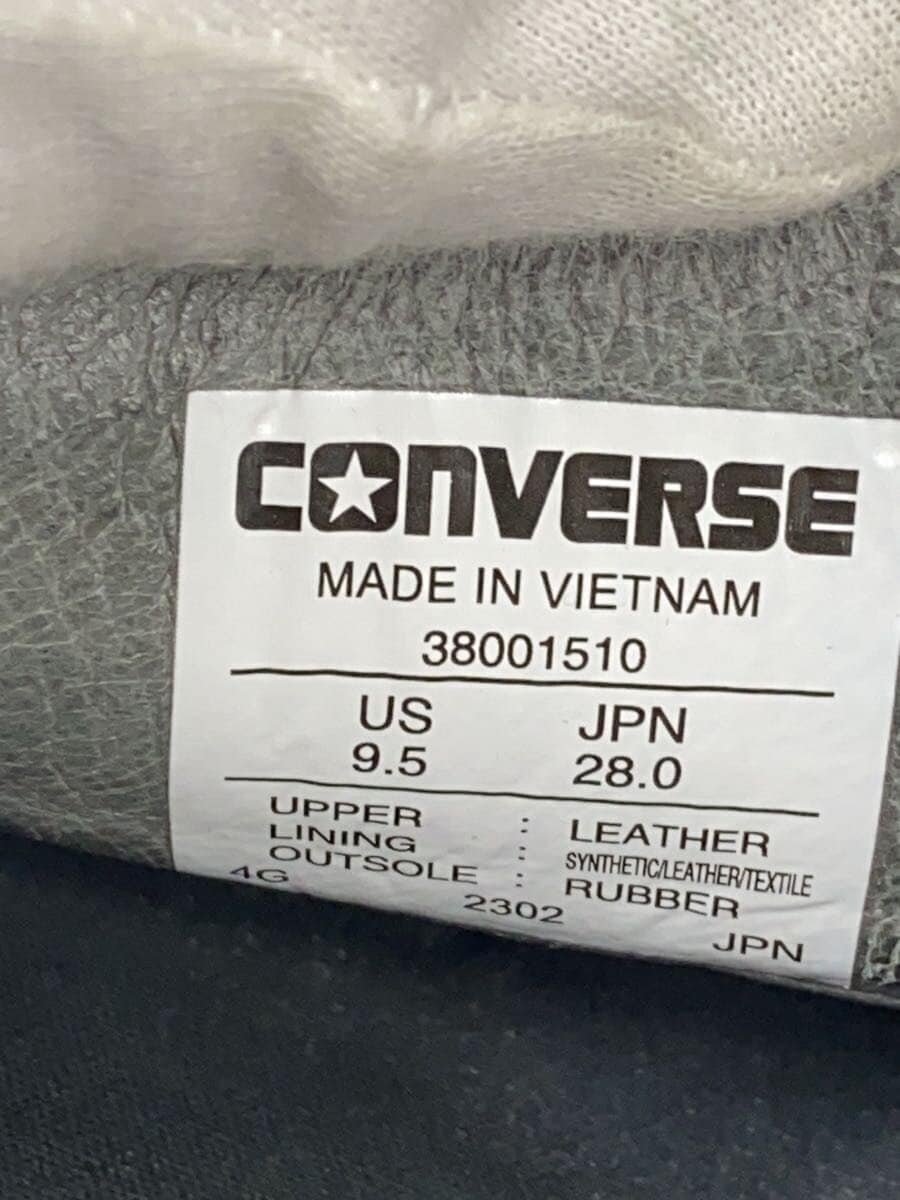 CONVERSE
MADE IN VIETNAM
38001510
US JPN
9.5 28.0
UPPER : LEATHER
LINING : SYNTHETIC/LEATHER/TEXTILE
OUTSOLE : RUBBER
4G 2302 JPN